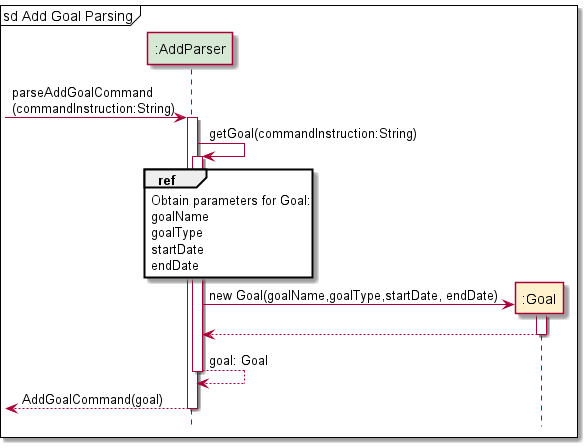 sd Add Goal Parsing
:AddParser
parseAddGoalCommand
(commandInstruction:String)
getGoal(commandInstruction:String)
ref
Obtain parameters for Goal:
goalName
goalType
startDate
endDate
new Goal(goalName,goalType,startDate, endDate)
:Goal
goal: Goal
AddGoalCommand(goal)